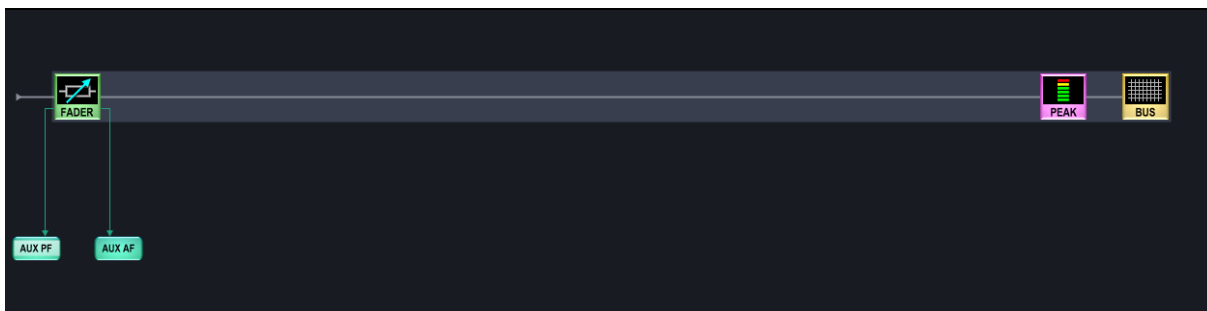 FADER
PEAK
BUS
AUX PF
AUX AF